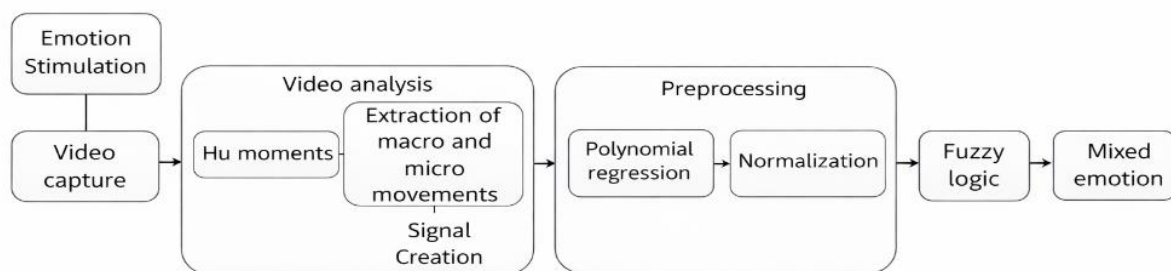 Emotion
Stimulation
Video
capture
Video analysis
Hu moments
Extraction of
macro and
micro
movements
Signal
Creation
Preprocessing
Polynomial
regression
Normalization
Fuzzy
logic
Mixed
emotion